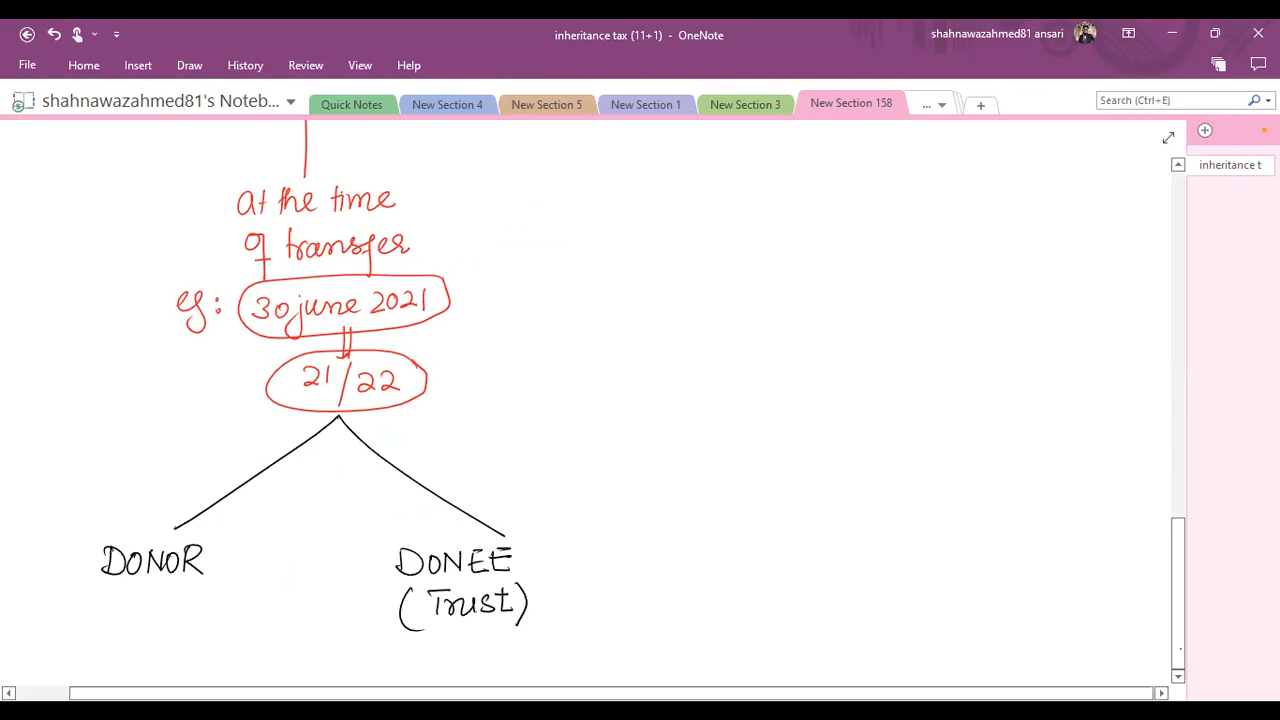 inheritance tax (11+1) - OneNote
shahnawazahmed81 ansari
File Home Insert Draw History Review View Help
shahnawazahmed81's Noteb...
Quick Notes
New Section 4
New Section 5
New Section 1
New Section 3
New Section 158
...
Search (Ctrl+E)
inheritance t
at the time
of transfer
eg: 30 june 2021
21/22
DONOR
DONEE
(Trust)